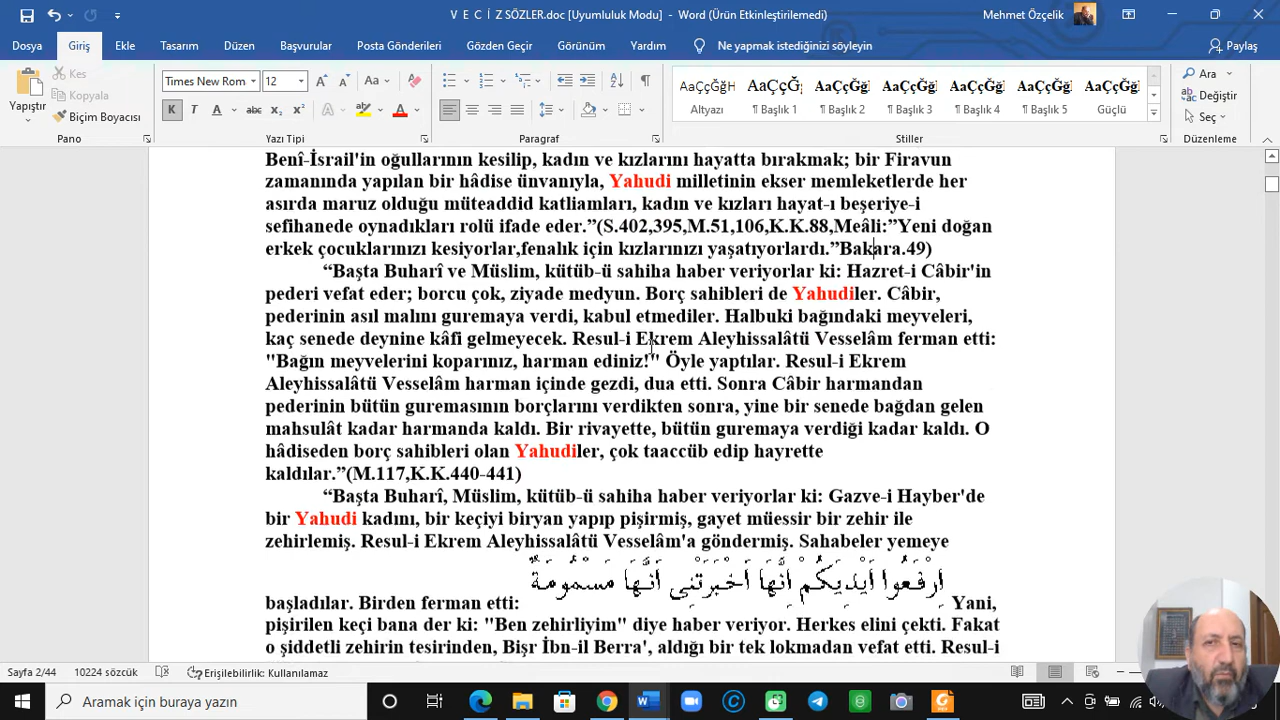 V E C İ Z SÖZLER.doc [Uyumluluk Modu] - Word (Ürün Etkinleştirilemedi)
Mehmet Özçelik
Dosya Giriş Ekle Tasarım Düzen Başvurular Posta Gönderileri Gözden Geçir Görünüm Yardım Ne yapmak istediğinizi söyleyin Paylaş
Yapıştır
Kes
Kopyala
Biçim Boyacısı
Pano
Times New Rom 12
Yazı Tipi
Paragraf
AaÇçĞH AaÇçĞ AaÇçĞğ AaÇçĞğ AaÇçĞğ AaÇçĞğ AaÇçĞğ
Altyazı ¶ Başlık 1 ¶ Başlık 2 ¶ Başlık 3 ¶ Başlık 4 ¶ Başlık 5 Güçlü
Stiller
Ara
Değiştir
Seç
Düzenleme
Benî-İsrail'in oğullarının kesilip, kadın ve kızlarını hayatta bırakmak; bir Firavun
zamanında yapılan bir hâdise ünvanıyla, Yahudi milletinin ekser memleketlerde her
asırda maruz olduğu müteaddid katliamları, kadın ve kızları hayat-ı beşeriye-i
sefihanede oynadıkları rolü ifade eder.”(S.402,395,M.51,106,K.K.88,Meâli:”Yeni doğan
erkek çocuklarınızı kesiyorlar,fenalık için kızlarınızı yaşatıyorlardı.”Bakara.49)
“Başta Buharî ve Müslim, kütüb-ü sahiha haber veriyorlar ki: Hazret-i Câbir'in
pederi vefat eder; borcu çok, ziyade medyun. Borç sahibleri de Yahudiler. Câbir,
pederinin asıl malını guremaya verdi, kabul etmediler. Halbuki bağındaki meyveleri,
kaç senede deynine kâfi gelmeyecek. Resul-i Ekrem Aleyhissalâtü Vesselâm ferman etti:
"Bağın meyvelerini koparınız, harman ediniz!" Öyle yaptılar. Resul-i Ekrem
Aleyhissalâtü Vesselâm harman içinde gezdi, dua etti. Sonra Câbir harmandan
pederinin bütün guremasının borçlarını verdikten sonra, yine bir senede bağdan gelen
mahsulât kadar harmanda kaldı. Bir rivayette, bütün guremaya verdiği kadar kaldı. O
hâdiseden borç sahibleri olan Yahudiler, çok taaccüb edip hayrette
kaldılar.”(M.117,K.K.440-441)
“Başta Buharî, Müslim, kütüb-ü sahiha haber veriyorlar ki: Gazve-i Hayber'de
bir Yahudi kadını, bir keçiyi biryan yapıp pişirmiş, gayet müessir bir zehir ile
zehirlemiş. Resul-i Ekrem Aleyhissalâtü Vesselâm'a göndermiş. Sahabeler yemeye
başladılar. Birden ferman etti: اِرْفَعُوا اَيْدِيَكُمْ اِنَّهَا اَخْبَرَتْنِى اَنَّهَا مَسْمُومَةٌ Yani,
pişirilen keçi bana der ki: "Ben zehirliyim" diye haber veriyor. Herkes elini çekti. Fakat
o şiddetli zehirin tesirinden, Bişr İbn-il Berra', aldığı bir tek lokmadan vefat etti. Resul-i
Sayfa 2/44 10224 sözcük Erişilebilirlik: Kullanılamaz
Aramak için buraya yazın